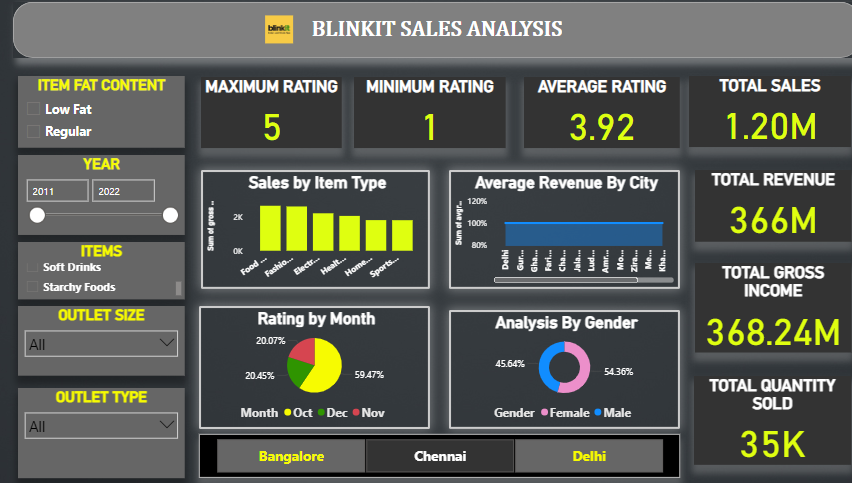 blinkit
BLINKIT SALES ANALYSIS
ITEM FAT CONTENT
Low Fat
Regular
YEAR
2011 2022
ITEMS
Soft Drinks
Starchy Foods
OUTLET SIZE
All
OUTLET TYPE
All
MAXIMUM RATING
5
MINIMUM RATING
1
AVERAGE RATING
3.92
TOTAL SALES
1.20M
Sales by Item Type
Sum of gross ..
2K
0K
Food ...
Fashio...
Electr...
Healt...
Home...
Sports...
Average Revenue By City
Sum of avgr...
120%
100%
80%
Delhi
Gur...
Gha...
Fari...
Cha...
Jala...
Lud...
Amr...
Mo...
Zira...
Me...
Kha...
TOTAL REVENUE
366M
TOTAL GROSS
INCOME
368.24M
TOTAL QUANTITY
SOLD
35K
Rating by Month
20.07%
20.45%
59.47%
Month Oct Dec Nov
Analysis By Gender
45.64%
54.36%
Gender Female Male
Bangalore Chennai Delhi